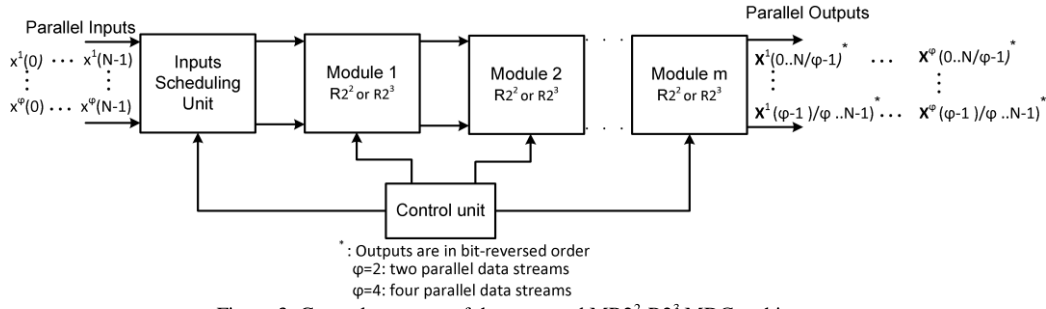 Parallel Inputs
x¹(0) ··· x¹(N-1)
x^φ(0) ··· x^φ(N-1)
Inputs
Scheduling
Unit
Module 1
R2² or R2³
Module 2
R2² or R2³
Module m
R2² or R2³
Parallel Outputs
X¹(0..N/φ-1)* ... X^φ(0..N/φ-1)*
X¹(φ-1)/φ ..N-1)* ... X^φ(φ-1)/φ ..N-1)*
Control unit
*: Outputs are in bit-reversed order
φ=2: two parallel data streams
φ=4: four parallel data streams